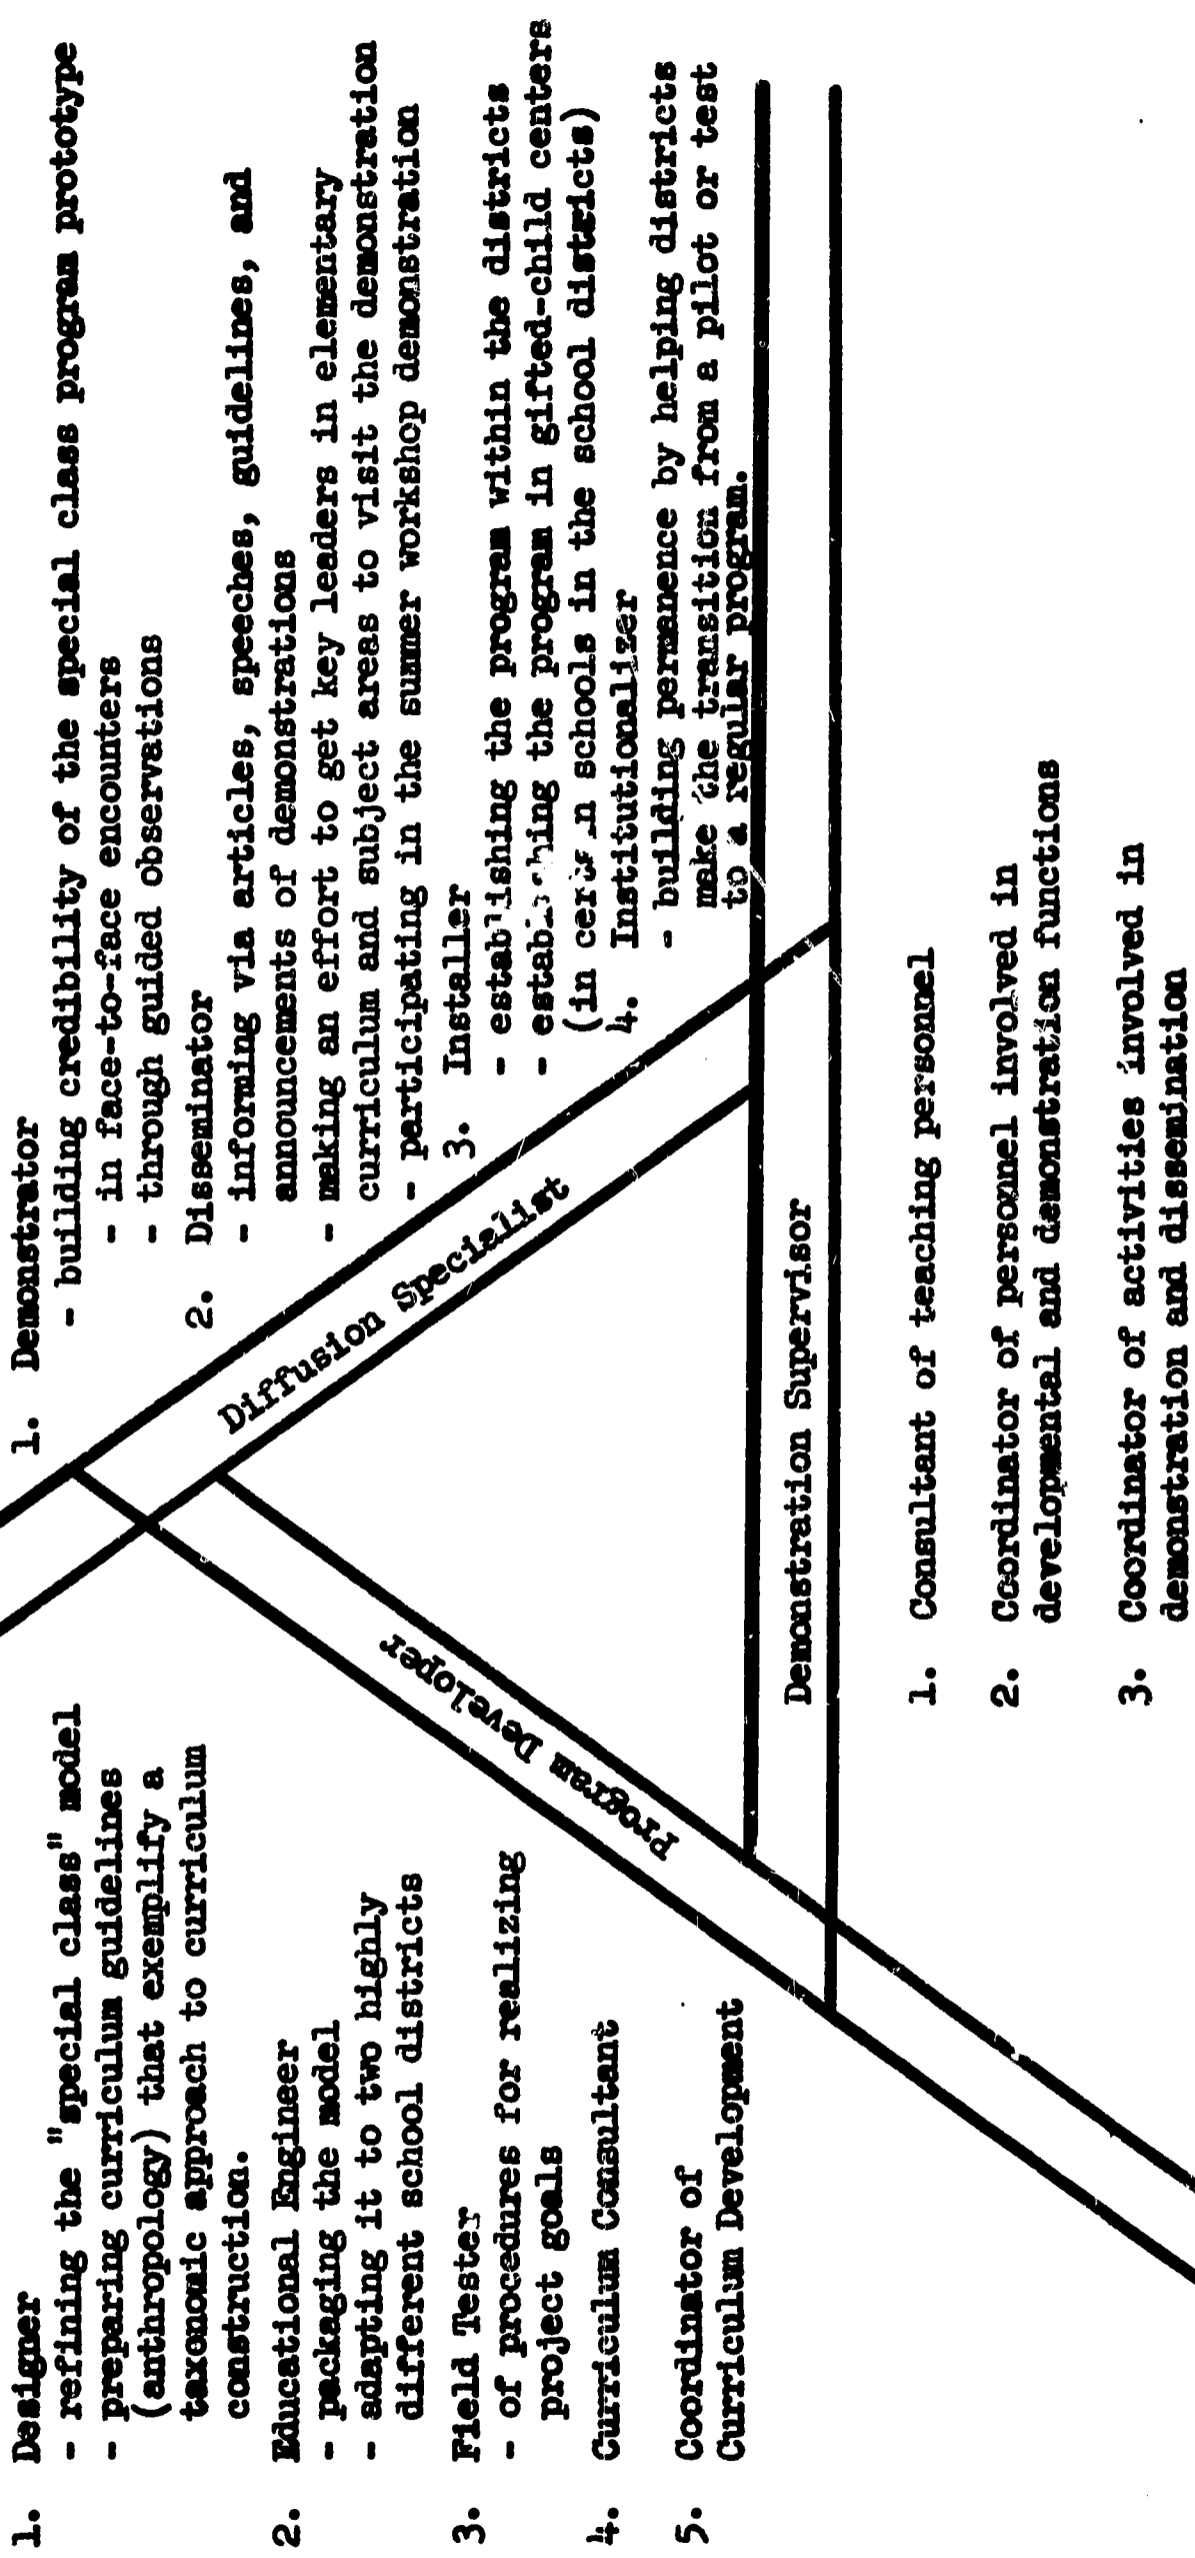 1. Designer
- refining the "special class" model
- preparing curriculum guidelines
(anthropology) that exemplify a
taxonomic approach to curriculum
construction.
2. Educational Engineer
- packaging the model
- adapting it to two highly
different school districts
3. Field Tester
- of procedures for realizing
project goals
4. Curriculum Consultant
5. Coordinator of
Curriculum Development
Program Developer
Diffusion Specialist
1. Demonstrator
- building credibility of the special class program prototype
- in face-to-face encounters
- through guided observations
2. Disseminator
- informing via articles, speeches, guidelines, and
announcements of demonstrations
- making an effort to get key leaders in elementary
curriculum and subject areas to visit the demonstration
- participating in the summer workshop demonstration
3. Installer
- establishing the program within the districts
- establishing the program in gifted-child centers
(in certain schools in the school districts)
4. Institutionalizer
- building permanence by helping districts
make the transition from a pilot or test
to a regular program.
Demonstration Supervisor
1. Consultant of teaching personnel
2. Coordinator of personnel involved in
developmental and demonstration functions
3. Coordinator of activities involved in
demonstration and dissemination